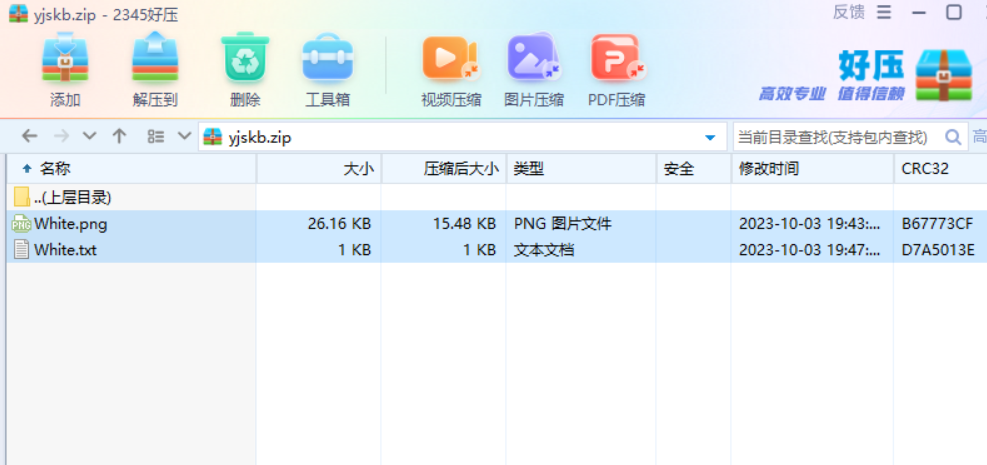 yjskb.zip - 2345好压
反馈
添加 解压到 删除 工具箱 视频压缩 图片压缩 PDF压缩
好压
高效专业 值得信赖
yjskb.zip 当前目录查找(支持包内查找) 高
名称 大小 压缩后大小 类型 安全 修改时间 CRC32
..(上层目录)
White.png 26.16 KB 15.48 KB PNG 图片文件 2023-10-03 19:43:... B67773CF
White.txt 1 KB 1 KB 文本文档 2023-10-03 19:47:... D7A5013E